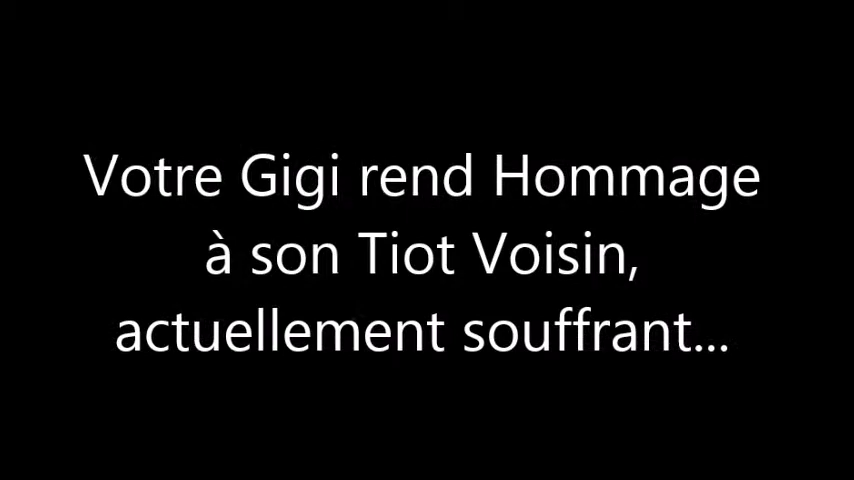 Votre Gigi rend Hommage
à son Tiot Voisin,
actuellement souffrant...